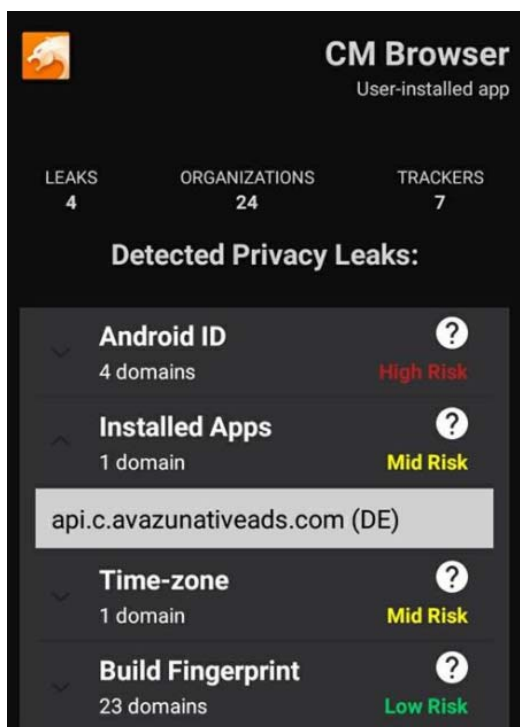 CM Browser
User-installed app
LEAKS ORGANIZATIONS TRACKERS
4 24 7
Detected Privacy Leaks:
Android ID ?
4 domains High Risk
Installed Apps ?
1 domain Mid Risk
api.c.avazunativeads.com (DE)
Time-zone ?
1 domain Mid Risk
Build Fingerprint ?
23 domains Low Risk